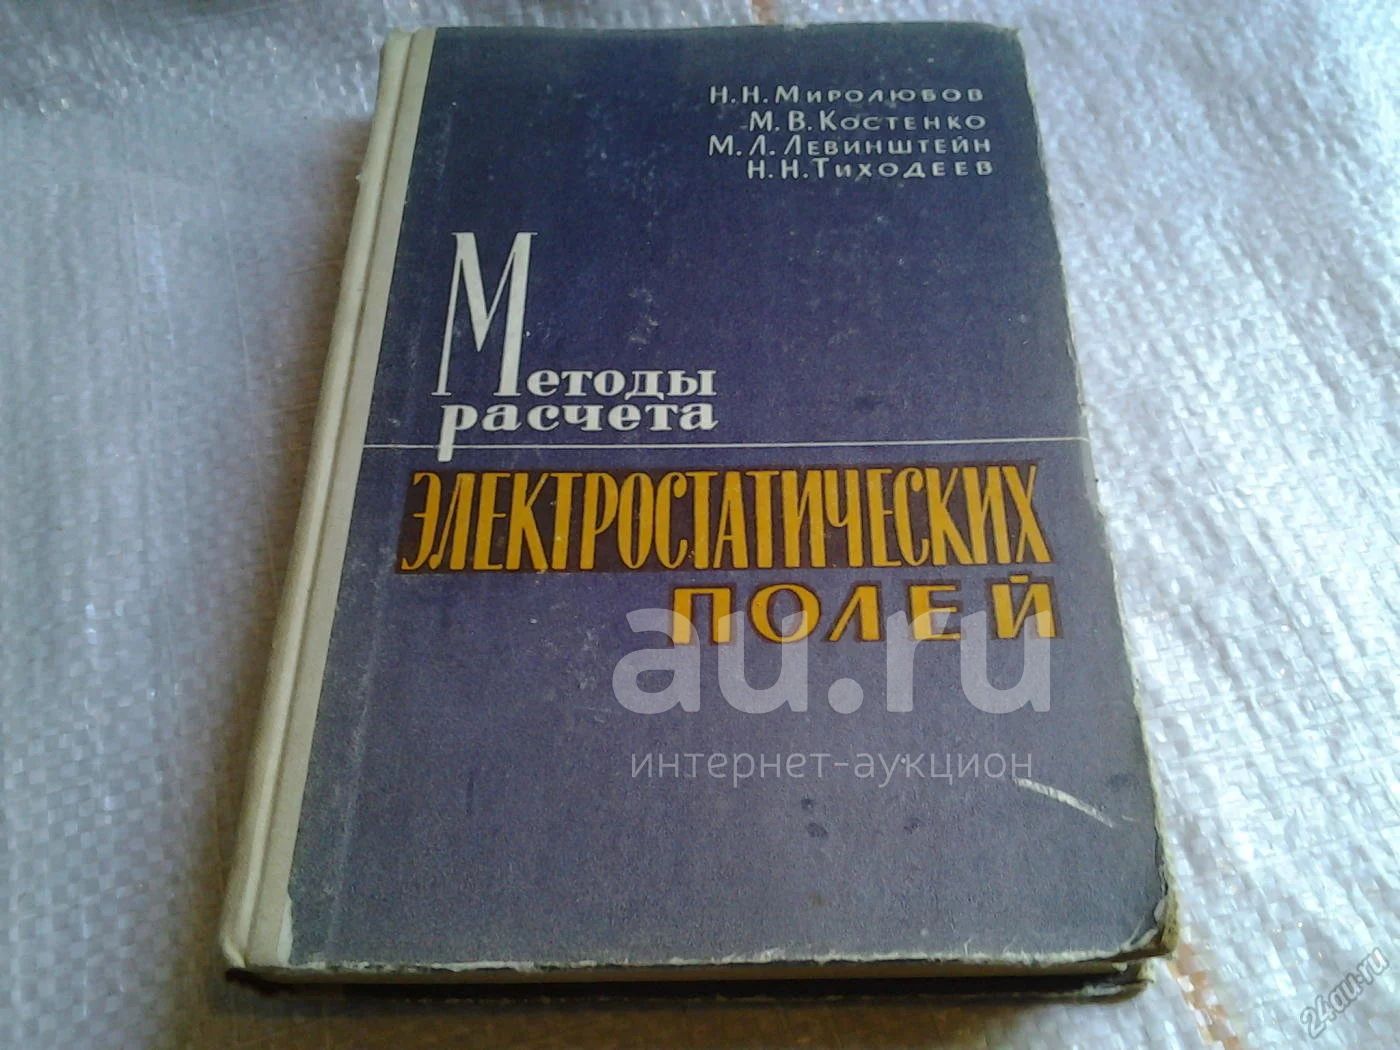 Н.Н.Миролюбов
М.В.Костенко
М.Л.Левинштейн
Н.Н.Тиходеев
Методы
расчета
ЭЛЕКТРОСТАТИЧЕСКИХ
ПОЛЕЙ
au.ru
интернет-аукцион
24au.ru